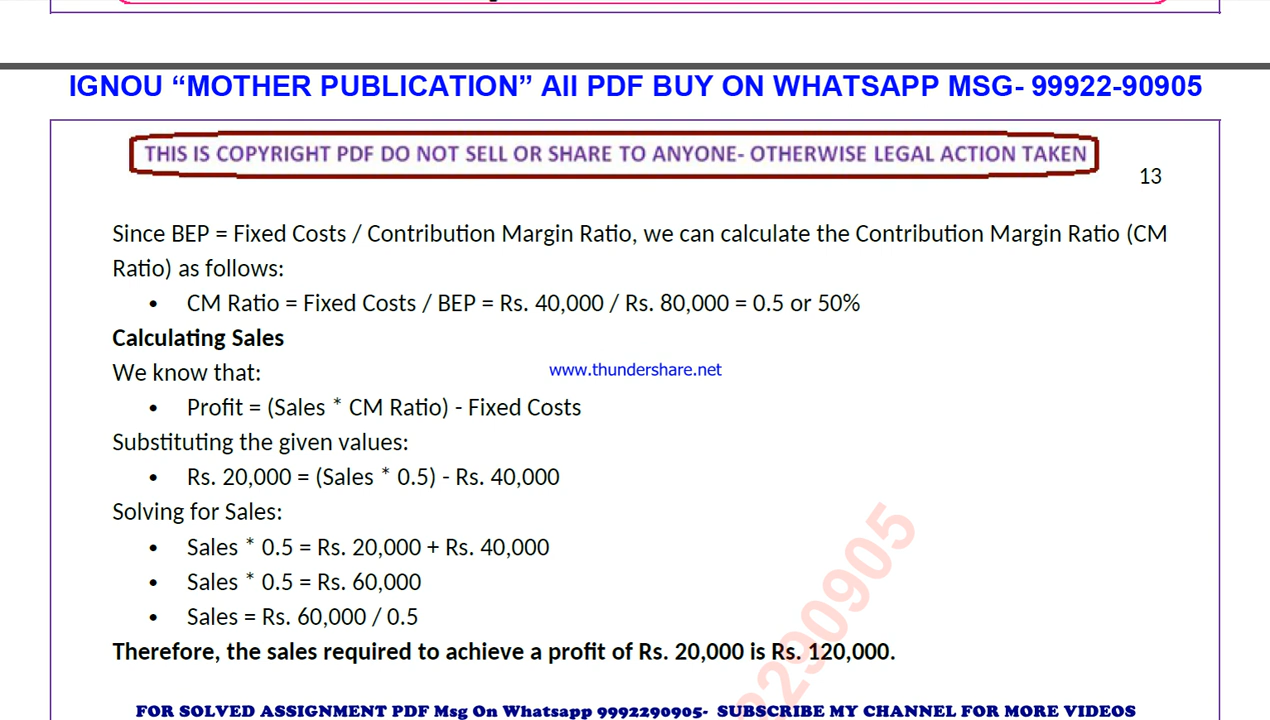 IGNOU “MOTHER PUBLICATION” All PDF BUY ON WHATSAPP MSG- 99922-90905
THIS IS COPYRIGHT PDF DO NOT SELL OR SHARE TO ANYONE- OTHERWISE LEGAL ACTION TAKEN
13
Since BEP = Fixed Costs / Contribution Margin Ratio, we can calculate the Contribution Margin Ratio (CM
Ratio) as follows:
• CM Ratio = Fixed Costs / BEP = Rs. 40,000 / Rs. 80,000 = 0.5 or 50%
Calculating Sales
We know that:
www.thundershare.net
• Profit = (Sales * CM Ratio) - Fixed Costs
Substituting the given values:
• Rs. 20,000 = (Sales * 0.5) - Rs. 40,000
Solving for Sales:
• Sales * 0.5 = Rs. 20,000 + Rs. 40,000
• Sales * 0.5 = Rs. 60,000
• Sales = Rs. 60,000 / 0.5
Therefore, the sales required to achieve a profit of Rs. 20,000 is Rs. 120,000.
2290905
FOR SOLVED ASSIGNMENT PDF Msg On Whatsapp 9992290905- SUBSCRIBE MY CHANNEL FOR MORE VIDEOS